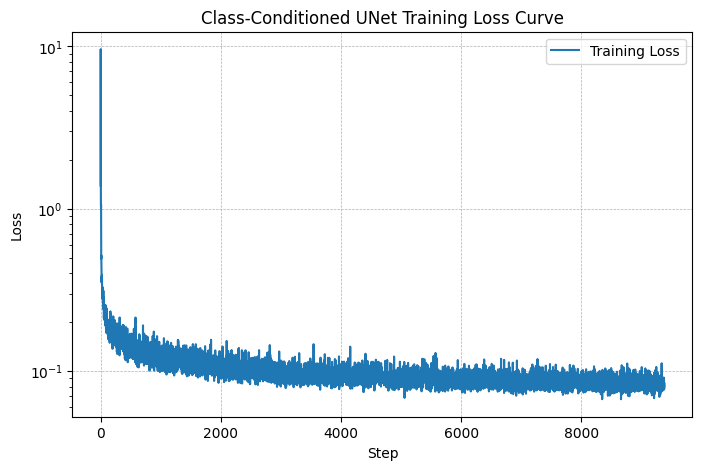 Class-Conditioned UNet Training Loss Curve
Training Loss
Loss
10¹
10⁰
10⁻¹
0 2000 4000 6000 8000
Step